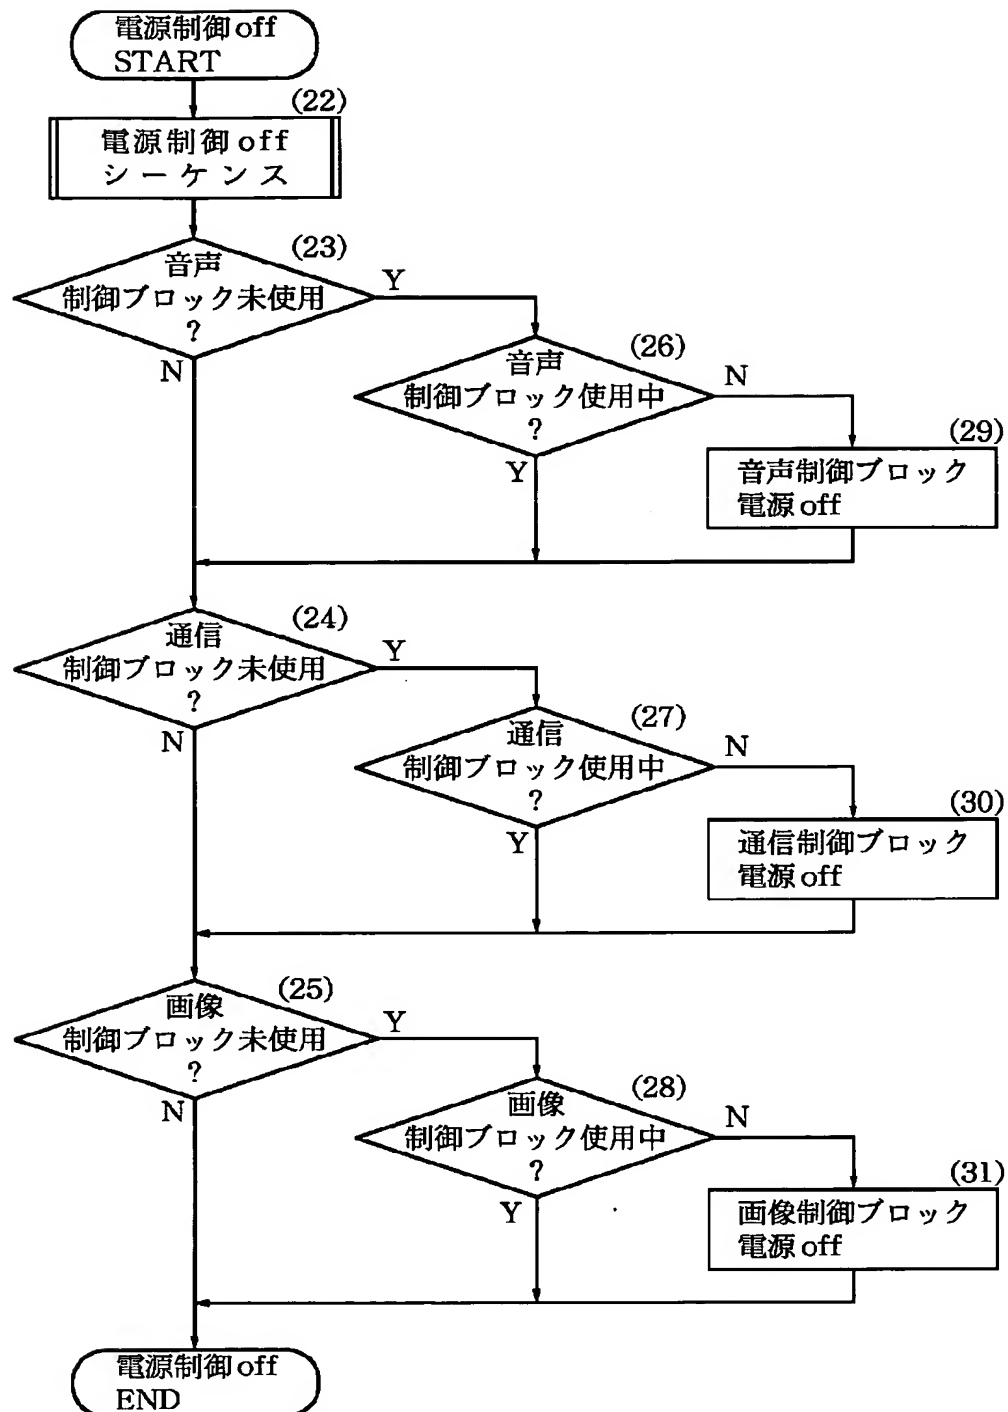 電源制御off
START
(22)
電源制御off
シーケンス
(23)
音声
制御ブロック未使用
?
Y
N
(26)
音声
制御ブロック使用中
?
N
Y
(29)
音声制御ブロック
電源off
(24)
通信
制御ブロック未使用
?
Y
N
(27)
通信
制御ブロック使用中
?
N
Y
(30)
通信制御ブロック
電源off
(25)
画像
制御ブロック未使用
?
Y
N
(28)
画像
制御ブロック使用中
?
N
Y
(31)
画像制御ブロック
電源off
電源制御off
END